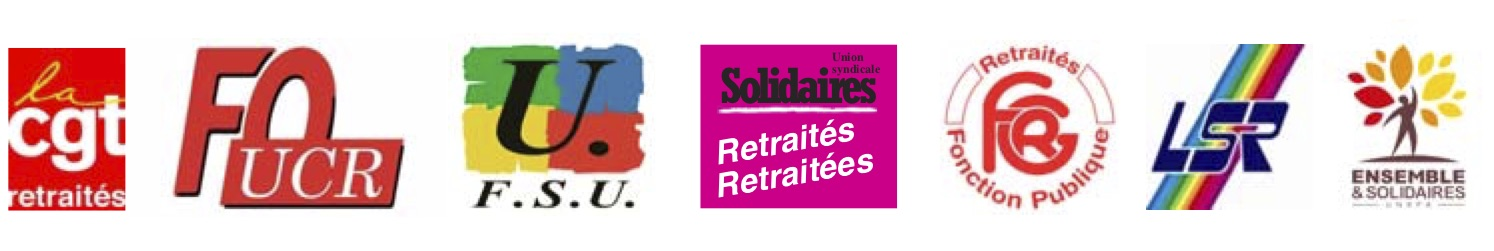 la
cgt
retraités
FO
UCR
U.
F.S.U.
Union
syndicale
Solidaires
Retraités
Retraitées
Retraités
FGR
Fonction Publique
LSR
ENSEMBLE
& SOLIDAIRES
UNRPA